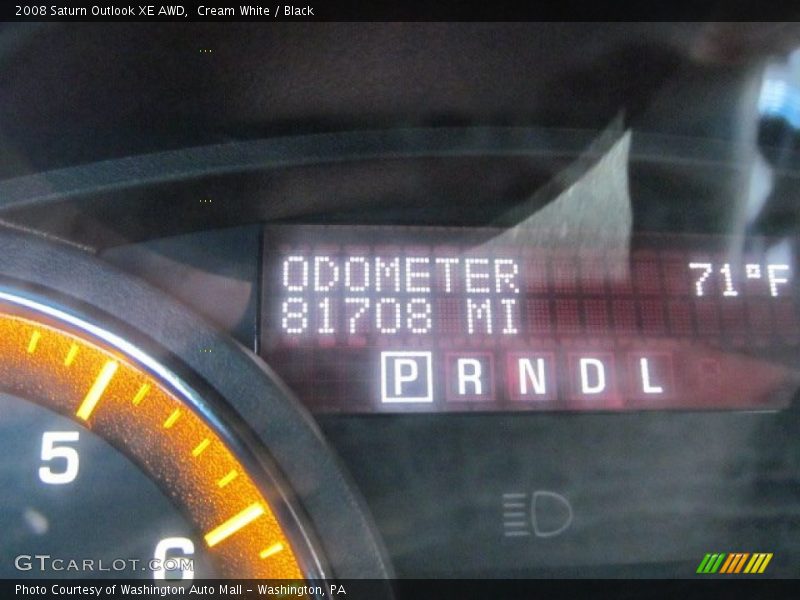 2008 Saturn Outlook XE AWD,  Cream White / Black
ODOMETER 71°F
81708 MI
P R N D L
5
6
GTCARLOT.COM
Photo Courtesy of Washington Auto Mall - Washington, PA